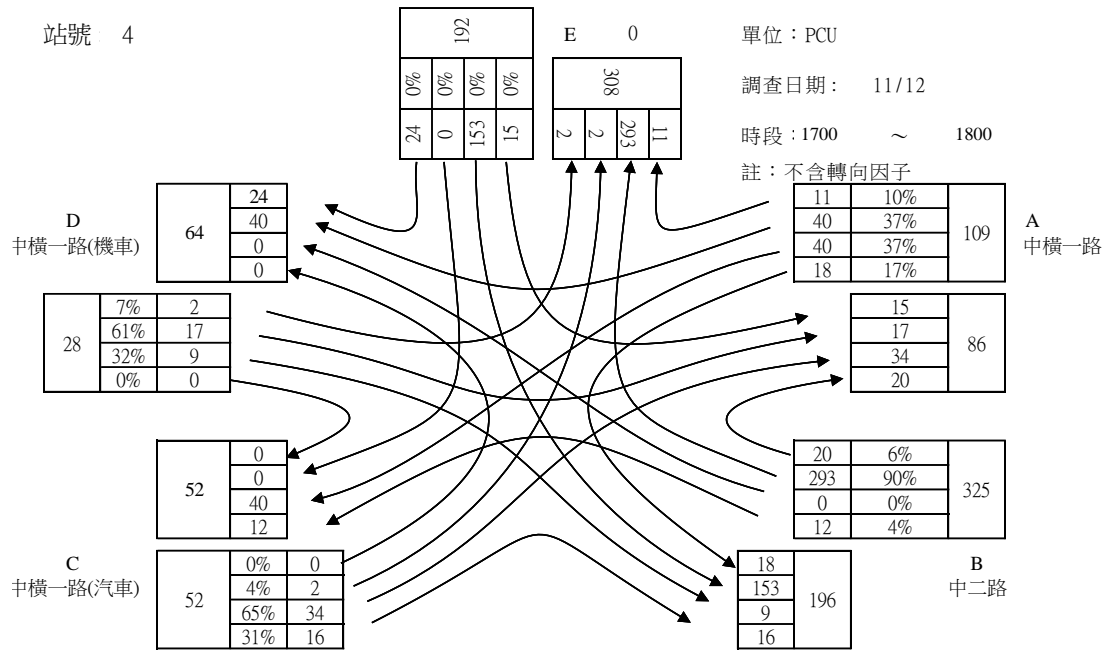 站號 4
192
0% 0% 0% 0%
24 0 153 15
E 0
308
2 2 293 11
單位：PCU
調查日期： 11/12
時段：1700 ～ 1800
註：不含轉向因子
D
中橫一路(機車)
64
24
40
0
0
28
7% 2
61% 17
32% 9
0% 0
11 10%
40 37%
40 37%
18 17%
109
A
中橫一路
15
17
34
20
86
52
0
0
40
12
20 6%
293 90%
0 0%
12 4%
325
C
中橫一路(汽車)
52
0% 0
4% 2
65% 34
31% 16
18
153
9
16
196
B
中二路